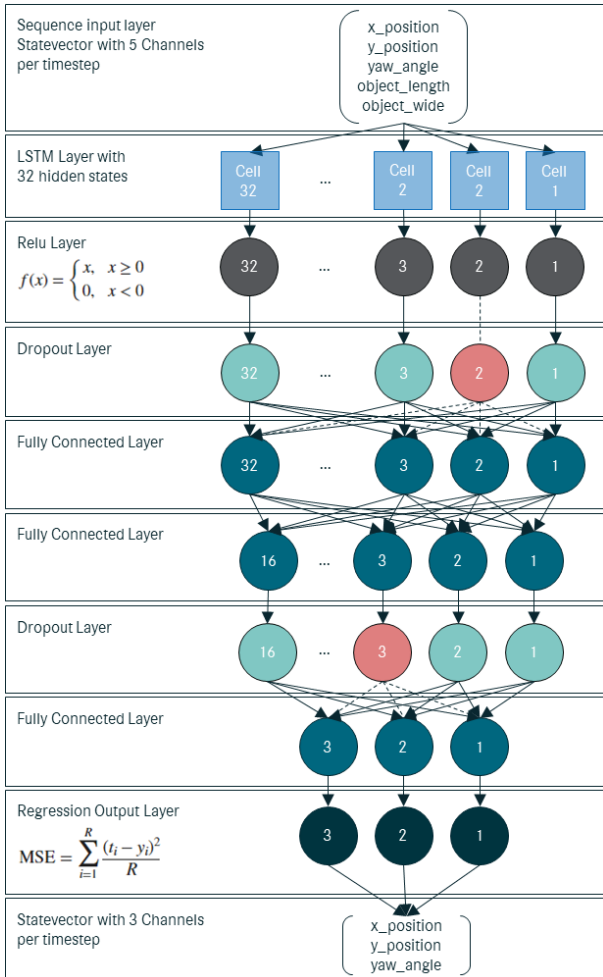 Sequence input layer
Statevector with 5 Channels
per timestep
x_position
y_position
yaw_angle
object_length
object_wide
LSTM Layer with
32 hidden states
Cell 32 ... Cell 2 Cell 2 Cell 1
Relu Layer
f(x) = { x, x ≥ 0
0, x < 0
32 ... 3 2 1
Dropout Layer
32 ... 3 2 1
Fully Connected Layer
32 ... 3 2 1
Fully Connected Layer
16 ... 3 2 1
Dropout Layer
16 ... 3 2 1
Fully Connected Layer
3 2 1
Regression Output Layer
MSE = \sum_{i=1}^{R} \frac{(t_i - y_i)^2}{R}
3 2 1
Statevector with 3 Channels
per timestep
x_position
y_position
yaw_angle